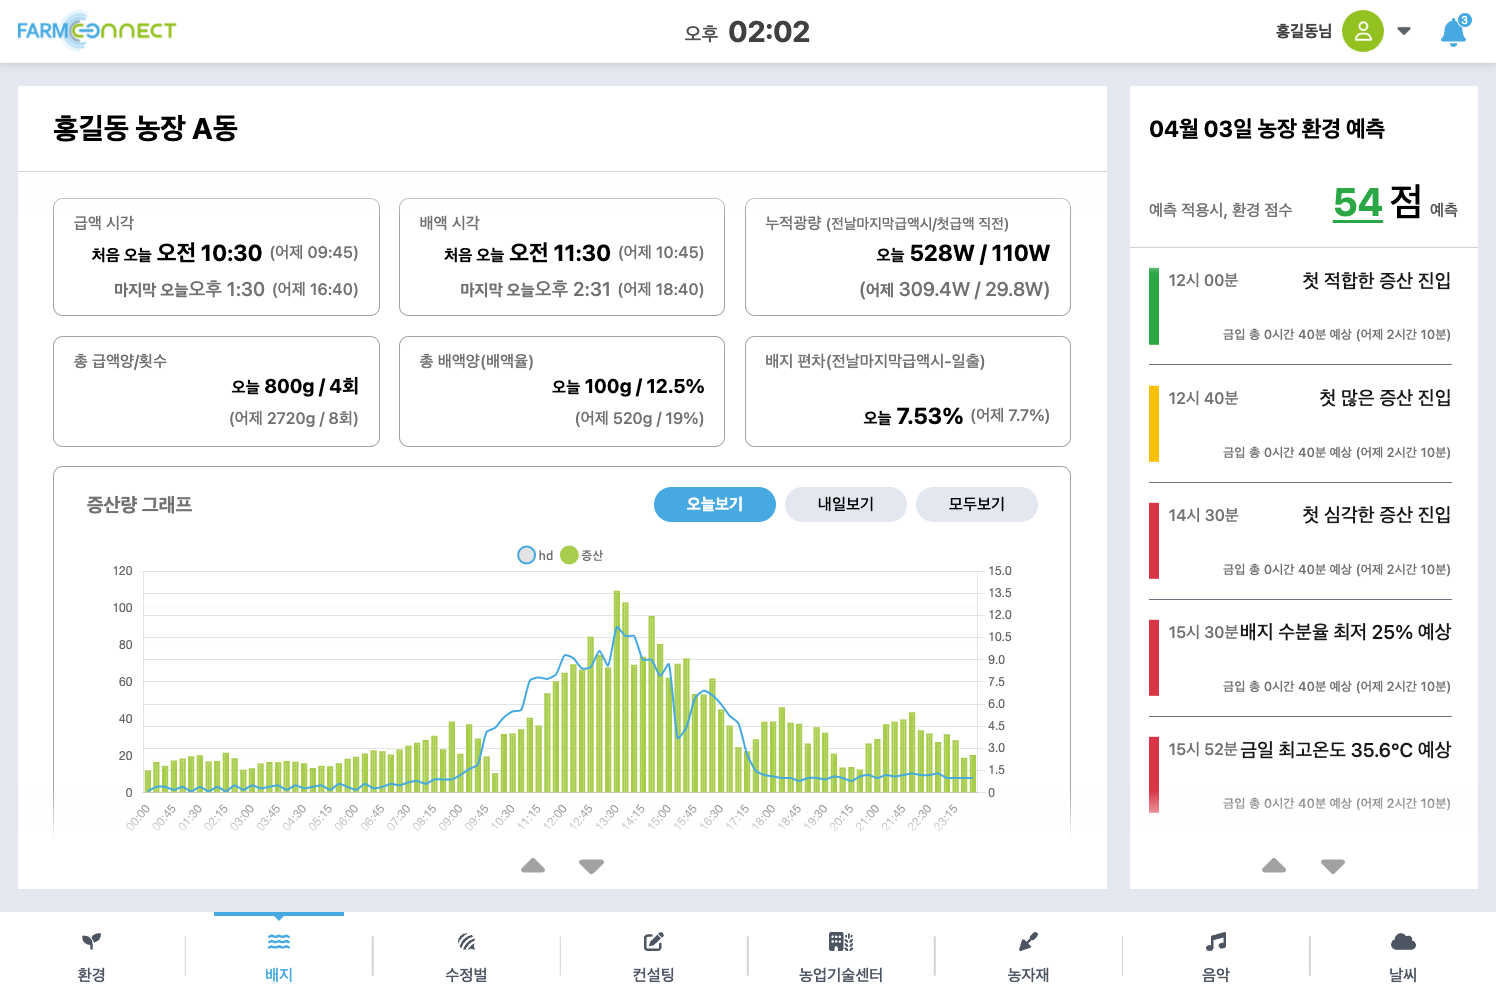 FARMCONNECT
오후 02:02
홍길동님
3
홍길동 농장 A동
급액 시각
처음 오늘 오전 10:30 (어제 09:45)
마지막 오늘오후 1:30 (어제 16:40)
배액 시각
처음 오늘 오전 11:30 (어제 10:45)
마지막 오늘오후 2:31 (어제 18:40)
누적광량 (전날마지막급액시/첫급액 직전)
오늘 528W / 110W
(어제 309.4W / 29.8W)
총 급액양/횟수
오늘 800g / 4회
(어제 2720g / 8회)
총 배액양(배액율)
오늘 100g / 12.5%
(어제 520g / 19%)
배지 편차(전날마지막급액시-일출)
오늘 7.53% (어제 7.7%)
증산량 그래프
오늘보기
내일보기
모두보기
hd 증산
120
100
80
60
40
20
0
15.0
13.5
12.0
10.5
9.0
7.5
6.0
4.5
3.0
1.5
0
00:00 00:45 01:30 02:15 03:00 03:45 04:30 05:15 06:00 06:45 07:30 08:15 09:00 09:45 10:30 11:15 12:00 12:45 13:30 14:15 15:00 15:45 16:30 17:15 18:00 18:45 19:30 20:15 21:00 21:45 22:30 23:15
04월 03일 농장 환경 예측
예측 적용시, 환경 점수 54 점 예측
12시 00분 첫 적합한 증산 진입
금입 총 0시간 40분 예상 (어제 2시간 10분)
12시 40분 첫 많은 증산 진입
금입 총 0시간 40분 예상 (어제 2시간 10분)
14시 30분 첫 심각한 증산 진입
금입 총 0시간 40분 예상 (어제 2시간 10분)
15시 30분 배지 수분율 최저 25% 예상
금입 총 0시간 40분 예상 (어제 2시간 10분)
15시 52분 금일 최고온도 35.6ºC 예상
금입 총 0시간 40분 예상 (어제 2시간 10분)
환경
배지
수정벌
컨설팅
농업기술센터
농자재
음악
날씨